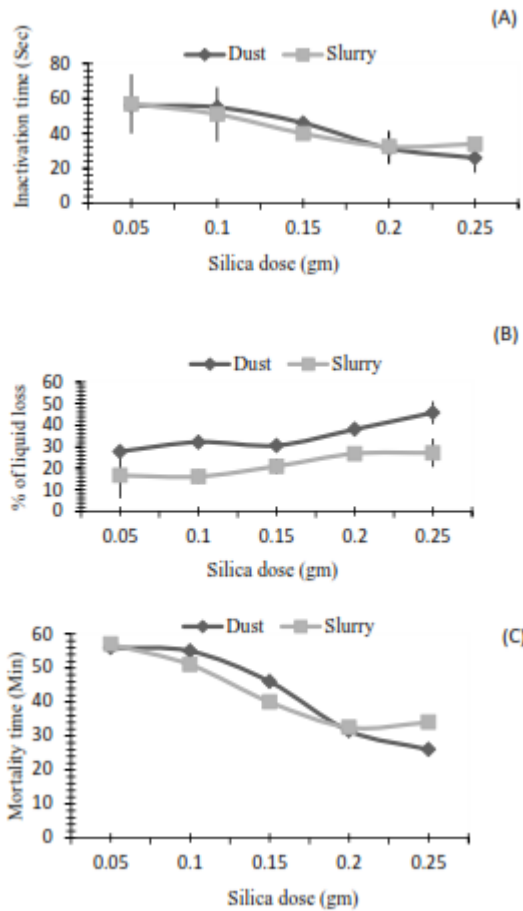 (A)
Dust Slurry
Inactivation time (Sec)
80
60
40
20
0
0.05 0.1 0.15 0.2 0.25
Silica dose (gm)
(B)
Dust Slurry
% of liquid loss
60
50
40
30
20
10
0
0.05 0.1 0.15 0.2 0.25
Silica dose (gm)
(C)
Dust Slurry
Mortality time (Min)
60
50
40
30
20
10
0
0.05 0.1 0.15 0.2 0.25
Silica dose (gm)